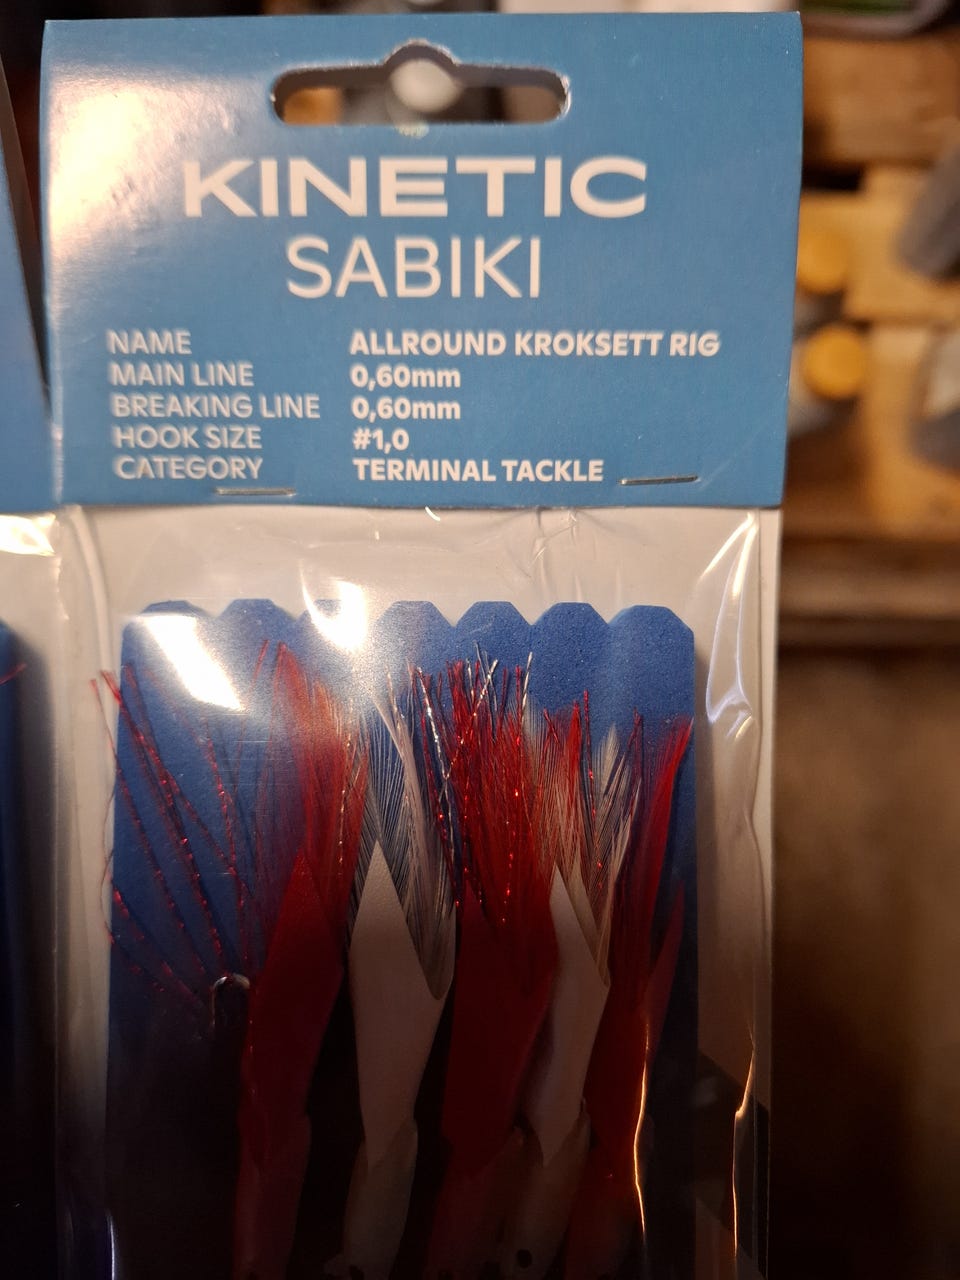 KINETIC
SABIKI
NAME ALLROUND KROKSETT RIG
MAIN LINE 0,60mm
BREAKING LINE 0,60mm
HOOK SIZE #1,0
CATEGORY TERMINAL TACKLE